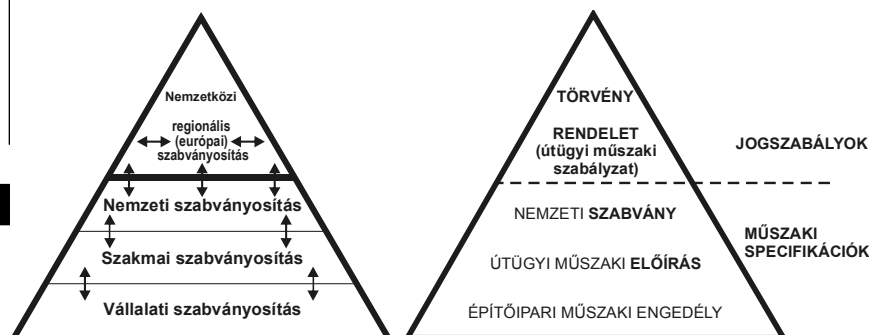 Nemzetközi
regionális
(európai)
szabványosítás
Nemzeti szabványosítás
Szakmai szabványosítás
Vállalati szabványosítás
TÖRVÉNY
RENDELET
(útügyi műszaki
szabályzat)
JOGSZABÁLYOK
NEMZETI SZABVÁNY
MŰSZAKI
SPECIFIKÁCIÓK
ÚTÜGYI MŰSZAKI ELŐÍRÁS
ÉPÍTŐIPARI MŰSZAKI ENGEDÉLY